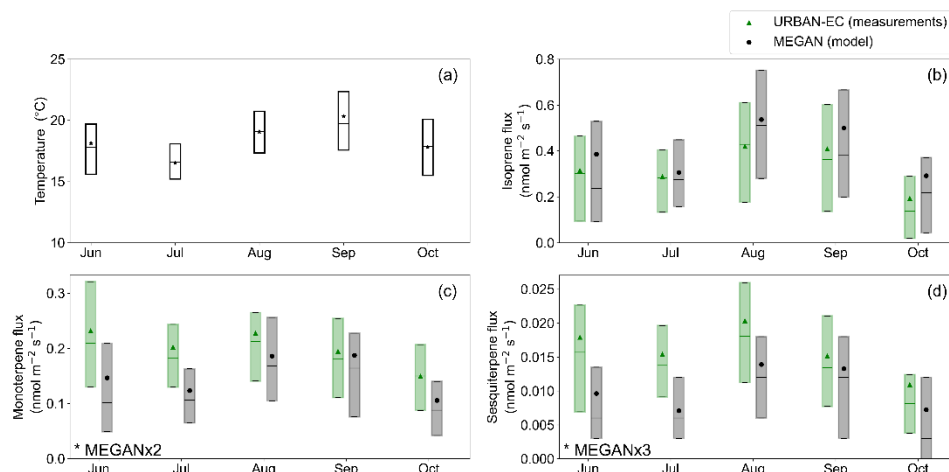 URBAN-EC (measurements)
MEGAN (model)
(a)
Temperature (°C)
25
20
15
10
Jun Jul Aug Sep Oct
(b)
Isoprene flux
(nmol m⁻² s⁻¹)
0.8
0.6
0.4
0.2
0.0
Jun Jul Aug Sep Oct
(c)
Monoterpene flux
(nmol m⁻² s⁻¹)
0.3
0.2
0.1
0.0
* MEGANx2
Jun Jul Aug Sep Oct
(d)
Sesquiterpene flux
(nmol m⁻² s⁻¹)
0.025
0.020
0.015
0.010
0.005
0.000
* MEGANx3
Jun Jul Aug Sep Oct